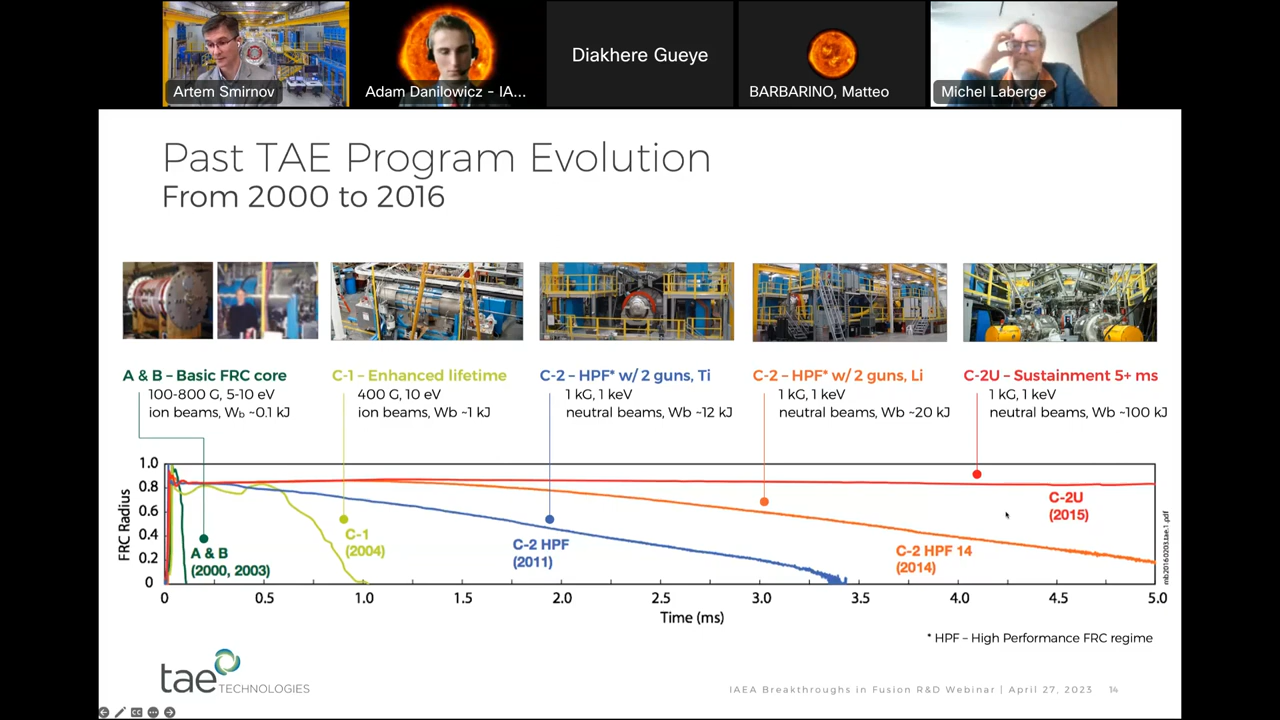 Artem Smirnov
Adam Danilowicz - IA...
Diakhere Gueye
BARBARINO, Matteo
Michel Laberge
Past TAE Program Evolution
From 2000 to 2016
A & B – Basic FRC core
100-800 G, 5-10 eV
ion beams, Wb ~0.1 kJ
C-1 – Enhanced lifetime
400 G, 10 eV
ion beams, Wb ~1 kJ
C-2 – HPF* w/ 2 guns, Ti
1 kG, 1 keV
neutral beams, Wb ~12 kJ
C-2 – HPF* w/ 2 guns, Li
1 kG, 1 keV
neutral beams, Wb ~20 kJ
C-2U – Sustainment 5+ ms
1 kG, 1 keV
neutral beams, Wb ~100 kJ
FRC Radius
1.0
0.8
0.6
0.4
0.2
0
A & B
(2000, 2003)
C-1
(2004)
C-2 HPF
(2011)
C-2 HPF 14
(2014)
C-2U
(2015)
mb20160203.tae.1.pdf
0 0.5 1.0 1.5 2.0 2.5 3.0 3.5 4.0 4.5 5.0
Time (ms)
* HPF – High Performance FRC regime
tae TECHNOLOGIES
IAEA Breakthroughs in Fusion R&D Webinar | April 27, 2023 14
CC